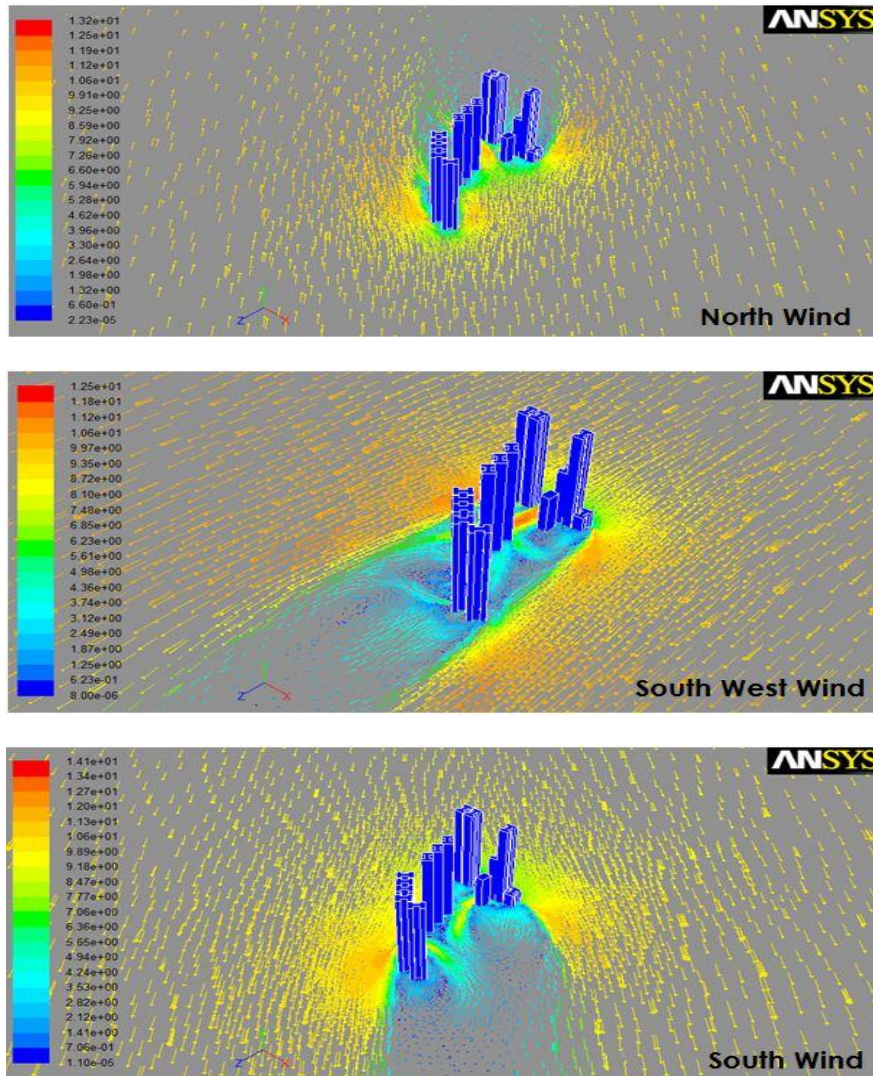 1.32e+01
1.25e+01
1.19e+01
1.12e+01
1.06e+01
9.91e+00
9.25e+00
8.59e+00
7.92e+00
7.26e+00
6.60e+00
5.94e+00
5.28e+00
4.62e+00
3.96e+00
3.30e+00
2.64e+00
1.98e+00
1.32e+00
6.60e-01
2.23e-05
ANSYS
Y
Z
X
North Wind
1.25e+01
1.18e+01
1.12e+01
1.06e+01
9.97e+00
9.35e+00
8.72e+00
8.10e+00
7.48e+00
6.85e+00
6.23e+00
5.61e+00
4.98e+00
4.36e+00
3.74e+00
3.12e+00
2.49e+00
1.87e+00
1.25e+00
6.23e-01
8.00e-06
ANSYS
Y
Z
X
South West Wind
1.41e+01
1.34e+01
1.27e+01
1.20e+01
1.13e+01
1.06e+01
9.89e+00
9.18e+00
8.47e+00
7.77e+00
7.06e+00
6.36e+00
5.65e+00
4.94e+00
4.24e+00
3.53e+00
2.82e+00
2.12e+00
1.41e+00
7.06e-01
1.10e-05
ANSYS
Y
Z
X
South Wind